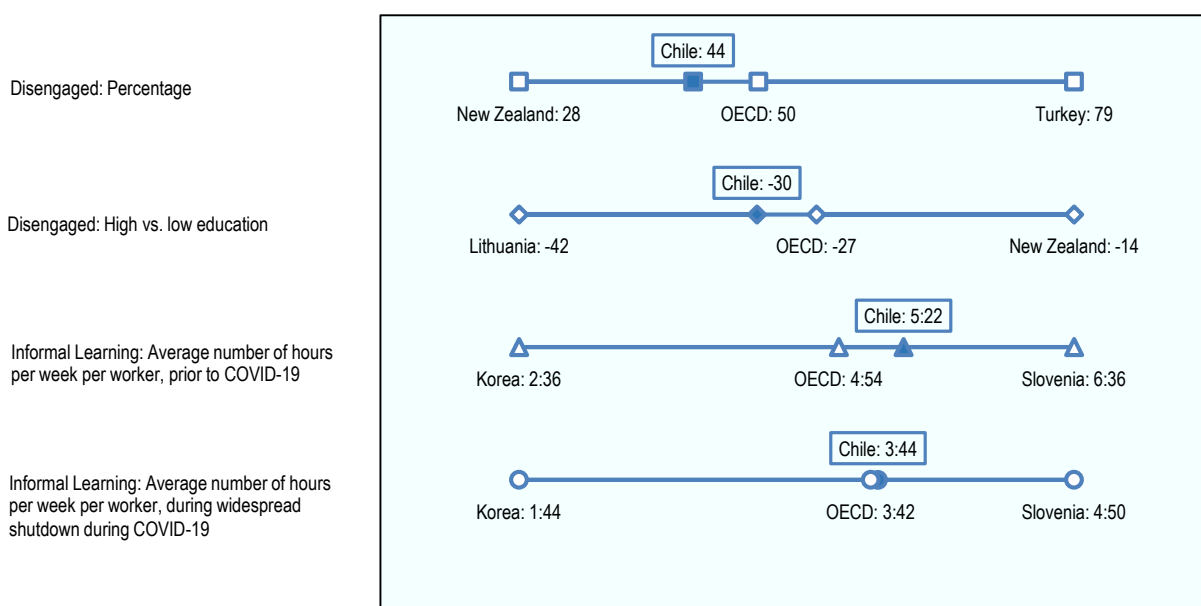 Chile: 44
Disengaged: Percentage
New Zealand: 28
OECD: 50
Turkey: 79
Chile: -30
Disengaged: High vs. low education
Lithuania: -42
OECD: -27
New Zealand: -14
Chile: 5:22
Informal Learning: Average number of hours
per week per worker, prior to COVID-19
Korea: 2:36
OECD: 4:54
Slovenia: 6:36
Chile: 3:44
Informal Learning: Average number of hours
per week per worker, during widespread
shutdown during COVID-19
Korea: 1:44
OECD: 3:42
Slovenia: 4:50